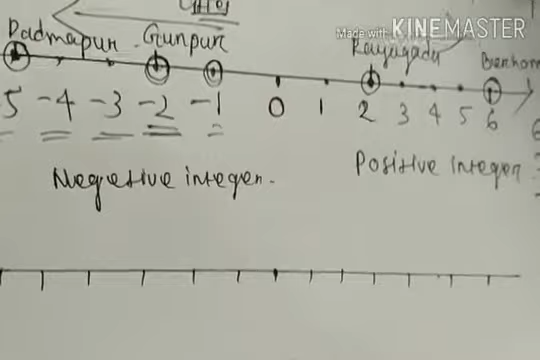 Made with KINEMASTER
Padmapur Gunpur Rayagada
-5 -4 -3 -2 -1 0 1 2 3 4 5 6
Negative integer. Positive integer